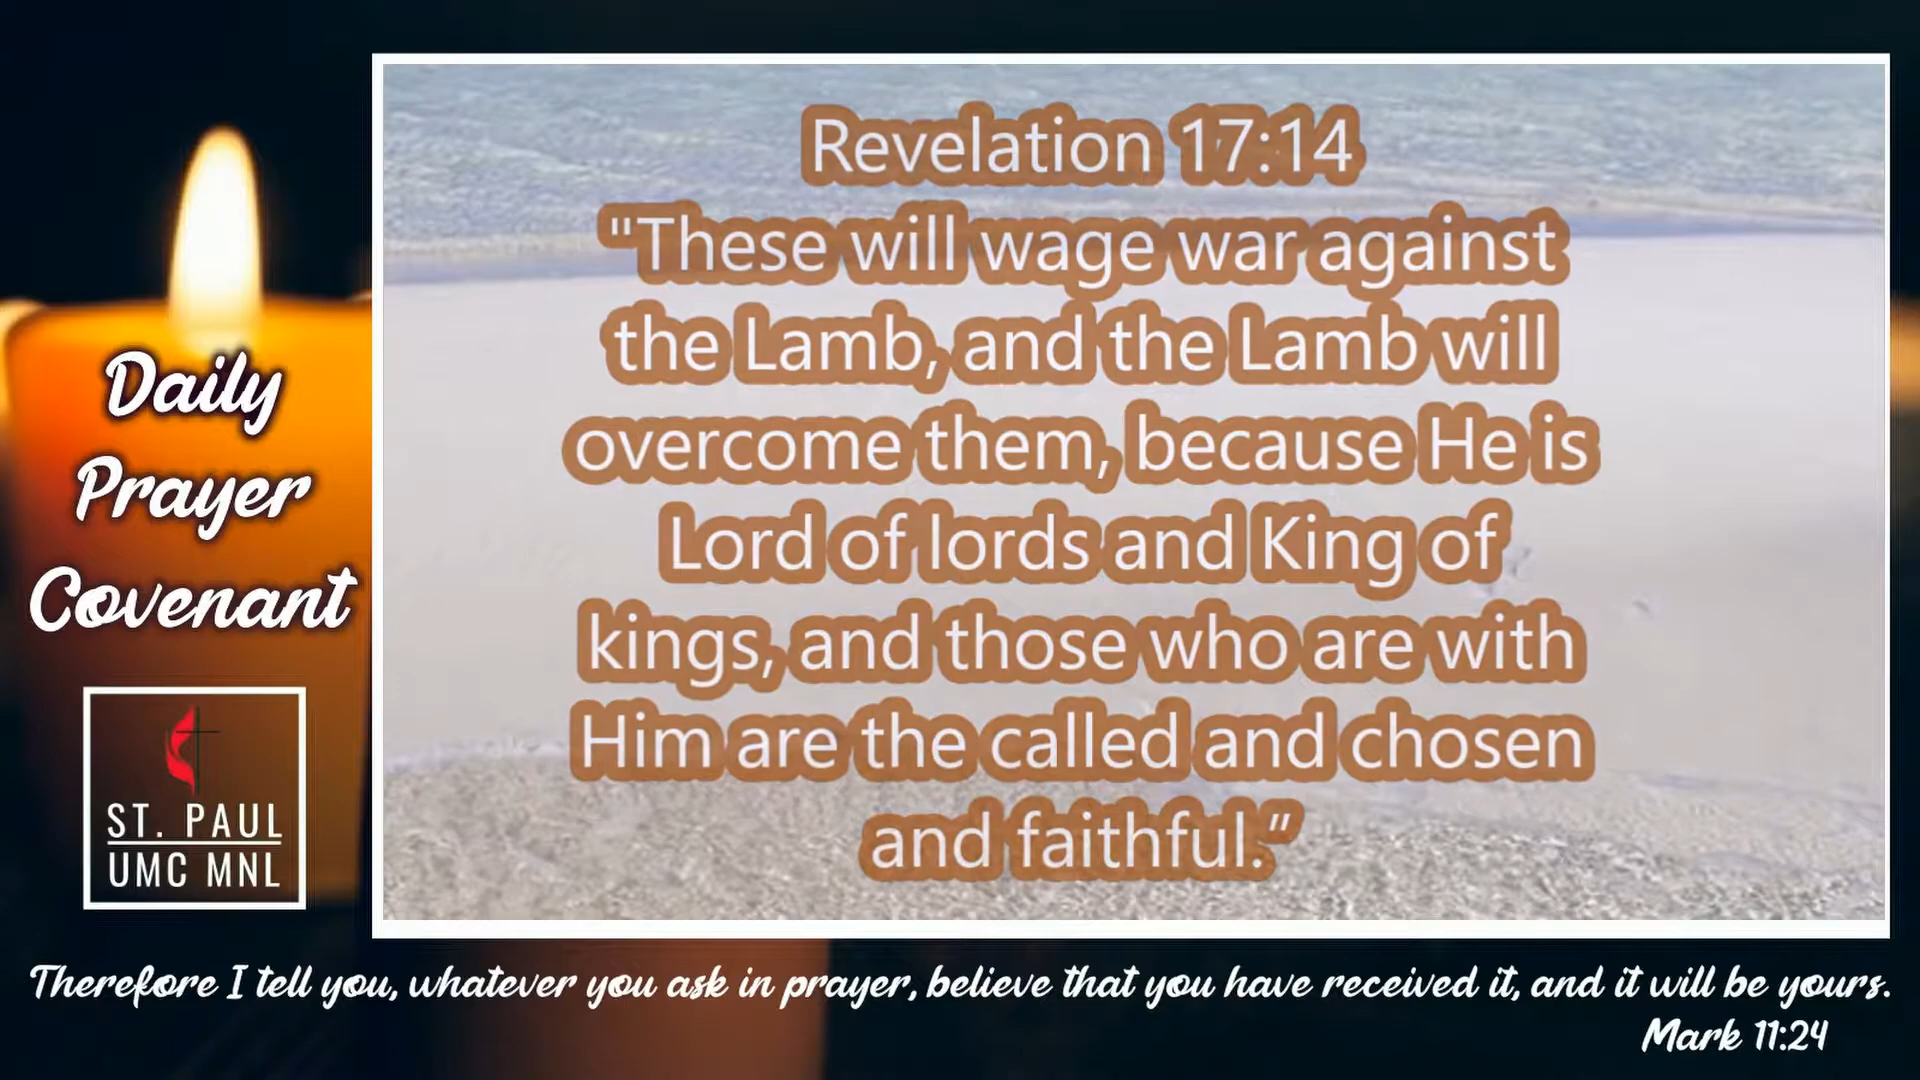 Revelation 17:14
"These will wage war against
the Lamb, and the Lamb will
overcome them, because He is
Lord of lords and King of
kings, and those who are with
Him are the called and chosen
and faithful.”
Daily
Prayer
Covenant
ST. PAUL
UMC MNL
Therefore I tell you, whatever you ask in prayer, believe that you have received it, and it will be yours.
Mark 11:24